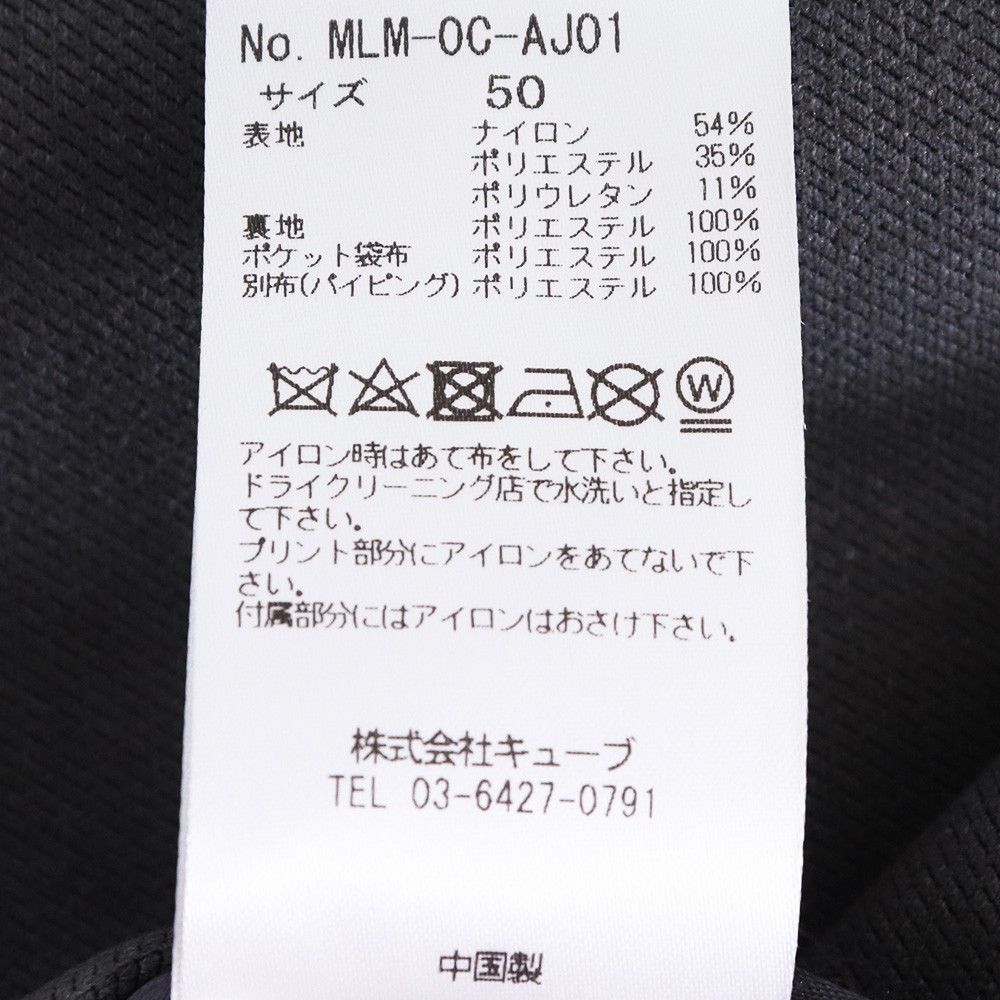 No. MLM-OC-AJ01
サイズ 50
表地 ナイロン 54%
ポリエステル 35%
ポリウレタン 11%
裏地 ポリエステル 100%
ポケット袋布 ポリエステル 100%
別布(パイピング) ポリエステル 100%
W
アイロン時はあて布をして下さい。
ドライクリーニング店で水洗いと指定し
て下さい。
プリント部分にアイロンをあてないで下
さい。
付属部分にはアイロンはおさけ下さい。
株式会社キューブ
TEL 03-6427-0791
中国製